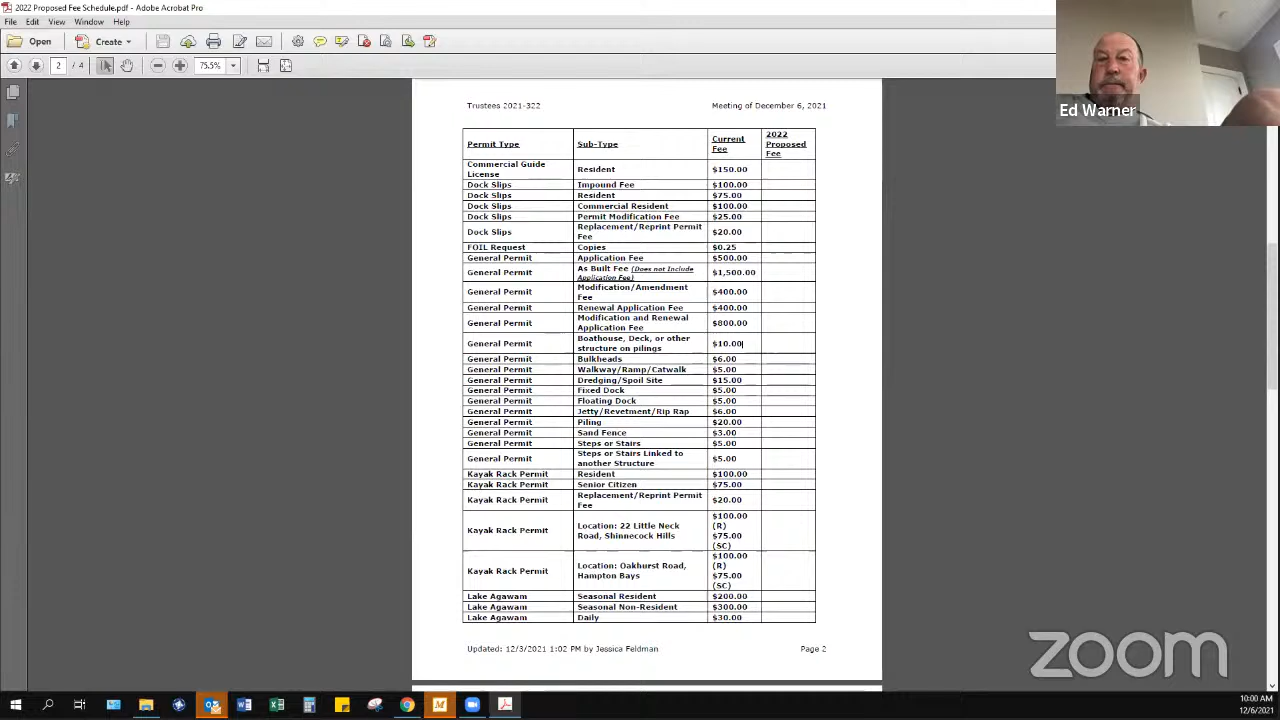 2022 Proposed Fee Schedule.pdf - Adobe Acrobat Pro
File Edit View Window Help
Open Create
2 / 4 75.5%
Ed Warner
Trustees 2021-322 Meeting of December 6, 2021
Permit Type Sub-Type Current Fee 2022 Proposed Fee
Commercial Guide License Resident $150.00
Dock Slips Impound Fee $100.00
Dock Slips Resident $75.00
Dock Slips Commercial Resident $100.00
Dock Slips Permit Modification Fee $25.00
Dock Slips Replacement/Reprint Permit Fee $20.00
FOIL Request Copies $0.25
General Permit Application Fee $500.00
General Permit As Built Fee (Does not Include Application Fee) $1,500.00
General Permit Modification/Amendment Fee $400.00
General Permit Renewal Application Fee $400.00
General Permit Modification and Renewal Application Fee $800.00
General Permit Boathouse, Deck, or other structure on pilings $10.00
General Permit Bulkheads $6.00
General Permit Walkway/Ramp/Catwalk $5.00
General Permit Dredging/Spoil Site $15.00
General Permit Fixed Dock $5.00
General Permit Floating Dock $5.00
General Permit Jetty/Revetment/Rip Rap $6.00
General Permit Piling $20.00
General Permit Sand Fence $3.00
General Permit Steps or Stairs $5.00
General Permit Steps or Stairs Linked to another Structure $5.00
Kayak Rack Permit Resident $100.00
Kayak Rack Permit Senior Citizen $75.00
Kayak Rack Permit Replacement/Reprint Permit Fee $20.00
Kayak Rack Permit Location: 22 Little Neck Road, Shinnecock Hills $100.00 (R) $75.00 (SC)
Kayak Rack Permit Location: Oakhurst Road, Hampton Bays $100.00 (R) $75.00 (SC)
Lake Agawam Seasonal Resident $200.00
Lake Agawam Seasonal Non-Resident $300.00
Lake Agawam Daily $30.00
Updated: 12/3/2021 1:02 PM by Jessica Feldman Page 2
zoom
10:00 AM
12/6/2021